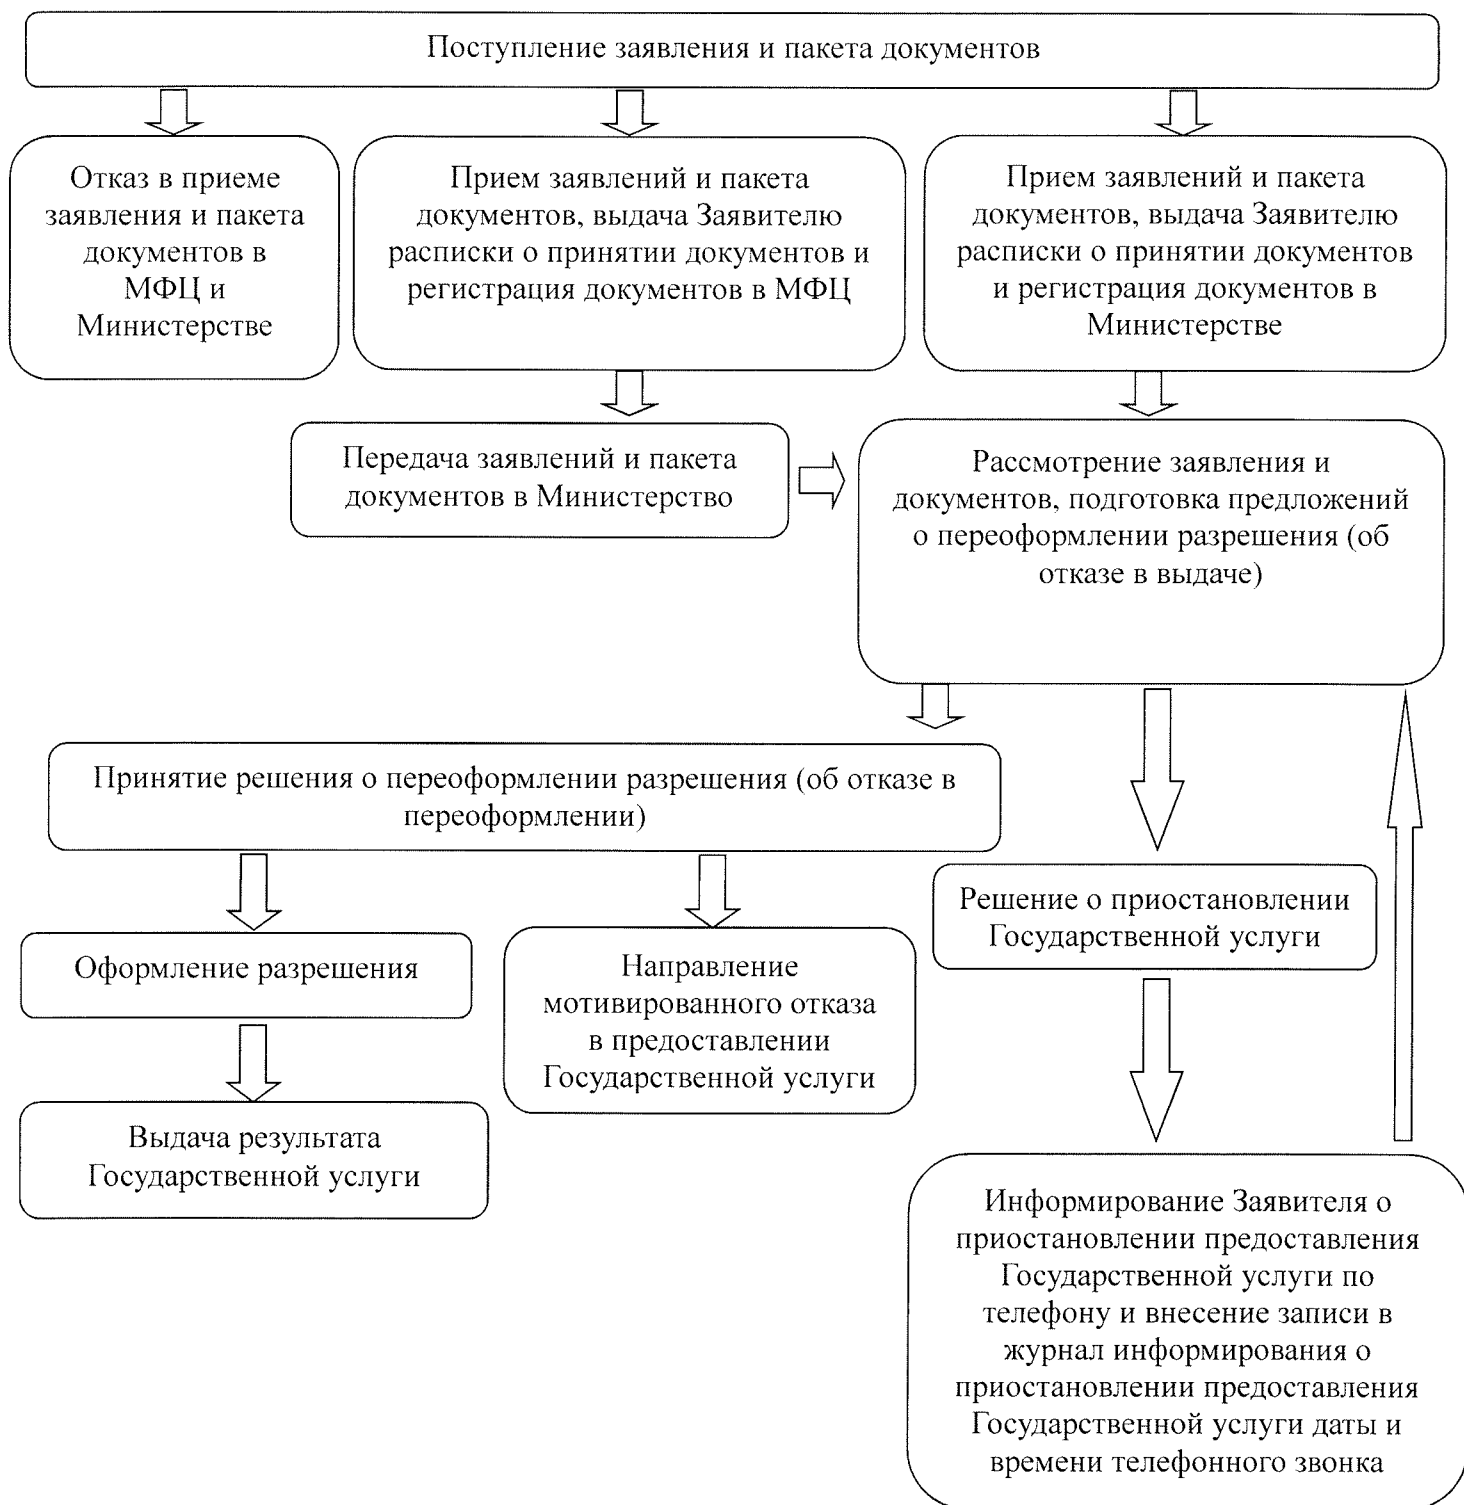 Поступление заявления и пакета документов
Отказ в приеме
заявления и пакета
документов в
МФЦ и
Министерстве
Прием заявлений и пакета
документов, выдача Заявителю
расписки о принятии документов и
регистрация документов в МФЦ
Прием заявлений и пакета
документов, выдача Заявителю
расписки о принятии документов
и регистрация документов в
Министерстве
Передача заявлений и пакета
документов в Министерство
Рассмотрение заявления и
документов, подготовка предложений
о переоформлении разрешения (об
отказе в выдаче)
Принятие решения о переоформлении разрешения (об отказе в
переоформлении)
Решение о приостановлении
Государственной услуги
Оформление разрешения
Направление
мотивированного отказа
в предоставлении
Государственной услуги
Выдача результата
Государственной услуги
Информирование Заявителя о
приостановлении предоставления
Государственной услуги по
телефону и внесение записи в
журнал информирования о
приостановлении предоставления
Государственной услуги даты и
времени телефонного звонка